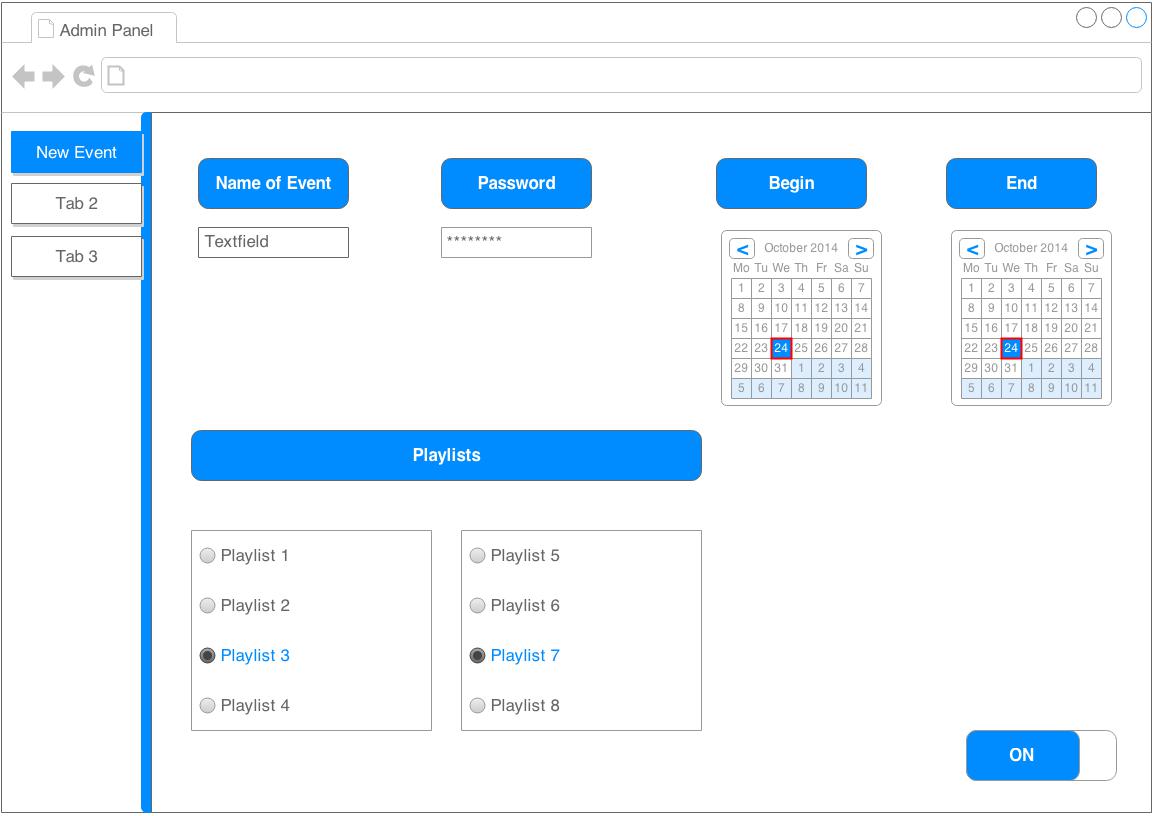 Admin Panel
New Event
Tab 2
Tab 3
Name of Event
Password
Begin
End
Textfield
********
< October 2014 >
Mo Tu We Th Fr Sa Su
1 2 3 4 5 6 7
8 9 10 11 12 13 14
15 16 17 18 19 20 21
22 23 24 25 26 27 28
29 30 31 1 2 3 4
5 6 7 8 9 10 11
< October 2014 >
Mo Tu We Th Fr Sa Su
1 2 3 4 5 6 7
8 9 10 11 12 13 14
15 16 17 18 19 20 21
22 23 24 25 26 27 28
29 30 31 1 2 3 4
5 6 7 8 9 10 11
Playlists
Playlist 1
Playlist 2
Playlist 3
Playlist 4
Playlist 5
Playlist 6
Playlist 7
Playlist 8
ON